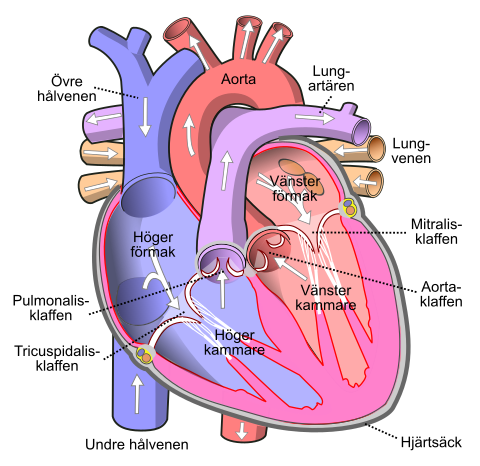 Övre
hålvenen
Aorta
Lung-
artären
Lung-
venen
Vänster
förmak
Höger
förmak
Mitralis-
klaffen
Aorta-
klaffen
Vänster
kammare
Pulmonalis-
klaffen
Höger
kammare
Tricuspidalis-
klaffen
Undre hålvenen
Hjärtsäck